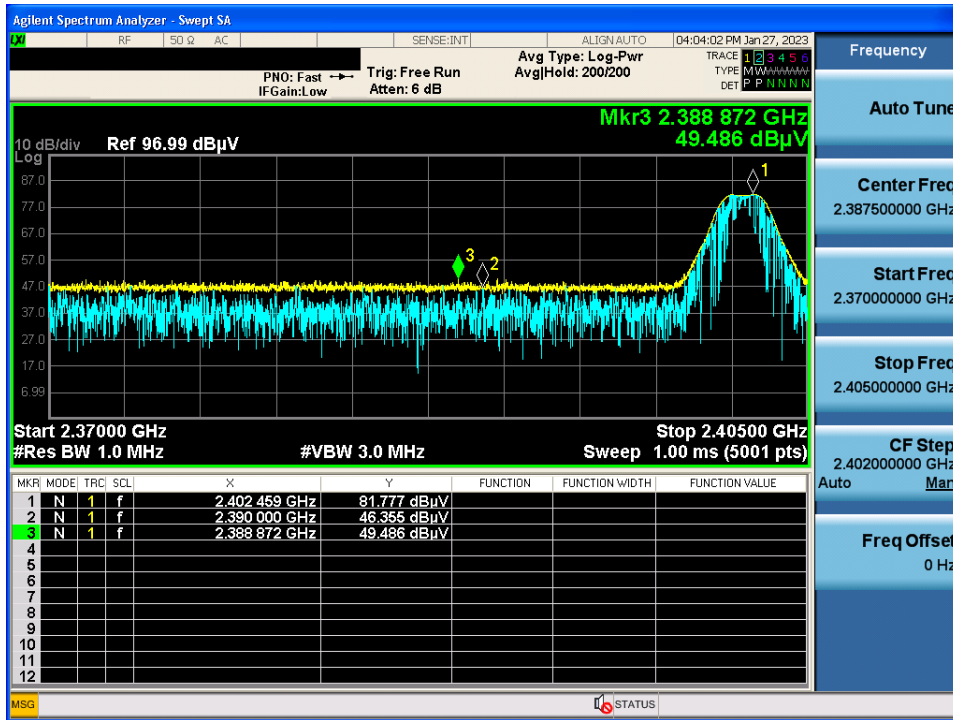 Agilent Spectrum Analyzer - Swept SA
LXI RF 50 Ω AC SENSE:INT ALIGN AUTO 04:04:02 PM Jan 27, 2023
PNO: Fast
IFGain:Low
Trig: Free Run
Atten: 6 dB
Avg Type: Log-Pwr
Avg|Hold: 200/200
TRACE 1 2 3 4 5 6
TYPE M W W W W W
DET P P N N N N
Mkr3 2.388 872 GHz
49.486 dBµV
10 dB/div Ref 96.99 dBµV
Log
87.0
77.0
67.0
57.0
47.0
37.0
27.0
17.0
6.99
1
3
2
Start 2.37000 GHz Stop 2.40500 GHz
#Res BW 1.0 MHz #VBW 3.0 MHz Sweep 1.00 ms (5001 pts)
MKR MODE TRC SCL X Y FUNCTION FUNCTION WIDTH FUNCTION VALUE
1 N 1 f 2.402 459 GHz 81.777 dBµV
2 N 1 f 2.390 000 GHz 46.355 dBµV
3 N 1 f 2.388 872 GHz 49.486 dBµV
4
5
6
7
8
9
10
11
12
MSG STATUS
Frequency
Auto Tune
Center Freq
2.387500000 GHz
Start Freq
2.370000000 GHz
Stop Freq
2.405000000 GHz
CF Step
2.402000000 GHz
Auto Man
Freq Offset
0 Hz